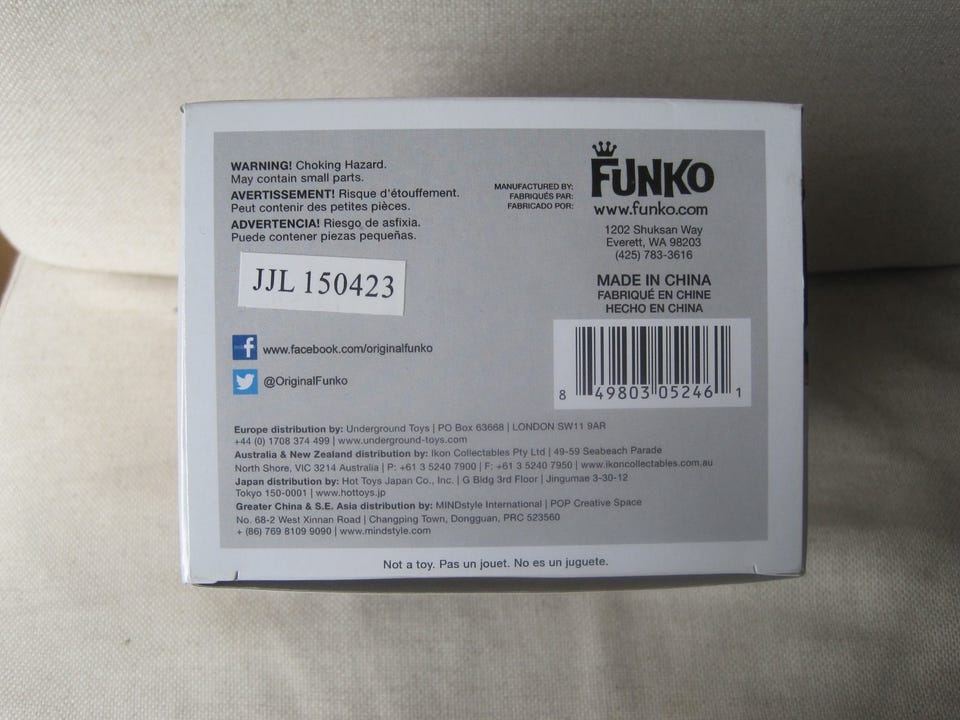 WARNING! Choking Hazard.
May contain small parts.
AVERTISSEMENT! Risque d'étouffement.
Peut contenir des petites pièces.
ADVERTENCIA! Riesgo de asfixia.
Puede contener piezas pequeñas.
JJL 150423
www.facebook.com/originalfunko
@OriginalFunko
MANUFACTURED BY:
FABRIQUÉS PAR:
FABRICADO POR:
FUNKO
www.funko.com
1202 Shuksan Way
Everett, WA 98203
(425) 783-3616
MADE IN CHINA
FABRIQUÉ EN CHINE
HECHO EN CHINA
8 49803 05246 1
Europe distribution by: Underground Toys | PO Box 63668 | LONDON SW11 9AR
+44 (0) 1708 374 499 | www.underground-toys.com
Australia & New Zealand distribution by: Ikon Collectables Pty Ltd | 49-59 Seabeach Parade
North Shore, VIC 3214 Australia | P: +61 3 5240 7900 | F: +61 3 5240 7950 | www.ikoncollectables.com.au
Japan distribution by: Hot Toys Japan Co., Inc. | G Bldg 3rd Floor | Jingumae 3-30-12
Tokyo 150-0001 | www.hottoys.jp
Greater China & S.E. Asia distribution by: MINDstyle International | POP Creative Space
No. 68-2 West Xinnan Road | Changping Town, Dongguan, PRC 523560
+ (86) 769 8109 9090 | www.mindstyle.com
Not a toy. Pas un jouet. No es un juguete.